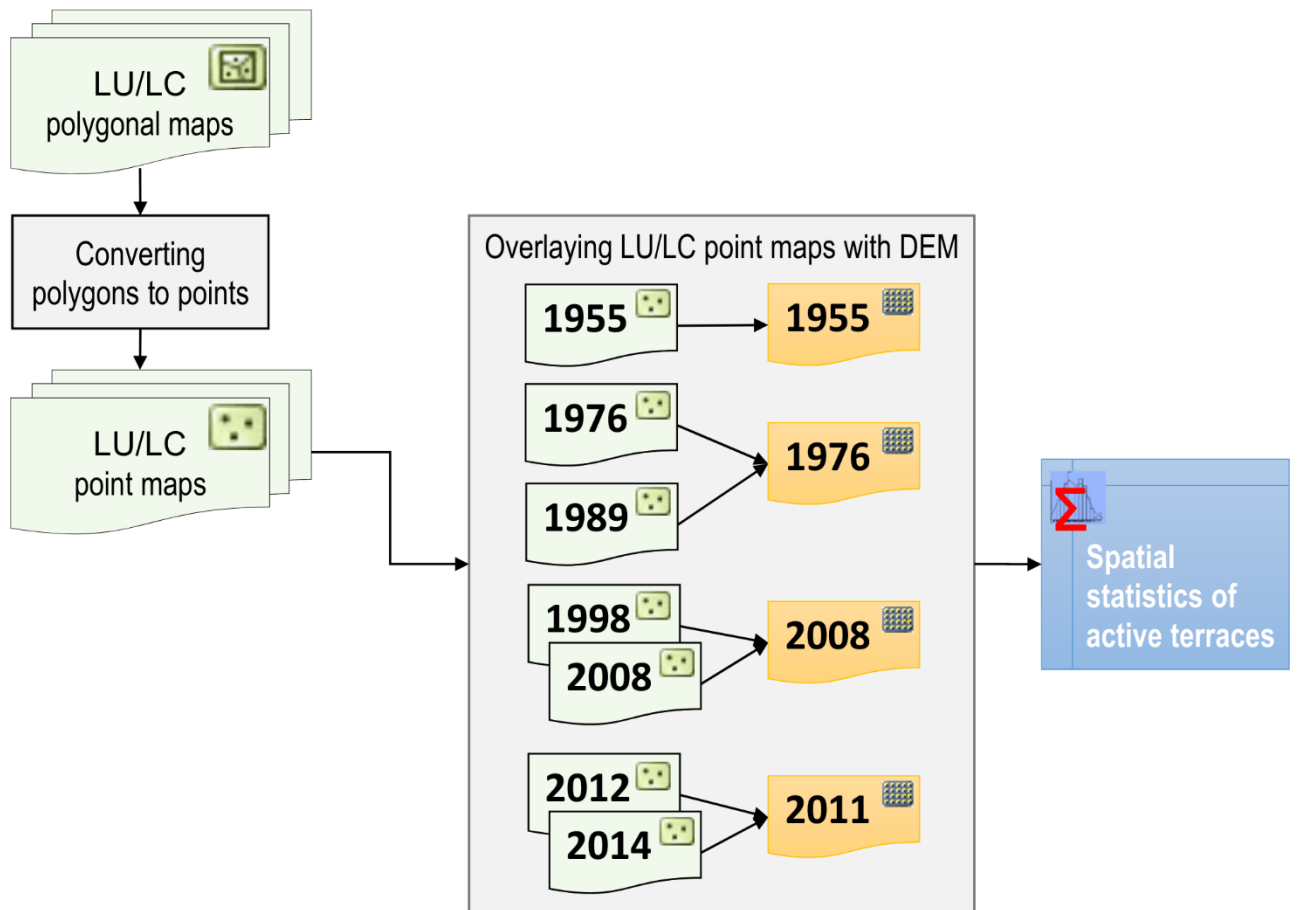 LU/LC
polygonal maps
Converting
polygons to points
LU/LC
point maps
Overlaying LU/LC point maps with DEM
1955
1955
1976
1976
1989
1998
2008
2008
2012
2014
2011
Σ
Spatial
statistics of
active terraces